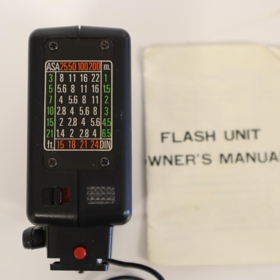 ASA 25 50 100 200 m.
3 8 11 16 22 1
5 5.6 8 11 16 1.5
7 4 5.6 8 11 2
10 2.8 4 5.6 8 3
15 2 2.8 4 5.6 4.5
21 1.4 2 2.8 4 6.5
ft 15 18 21 24 DIN
FLASH UNIT
OWNER'S MANUAL